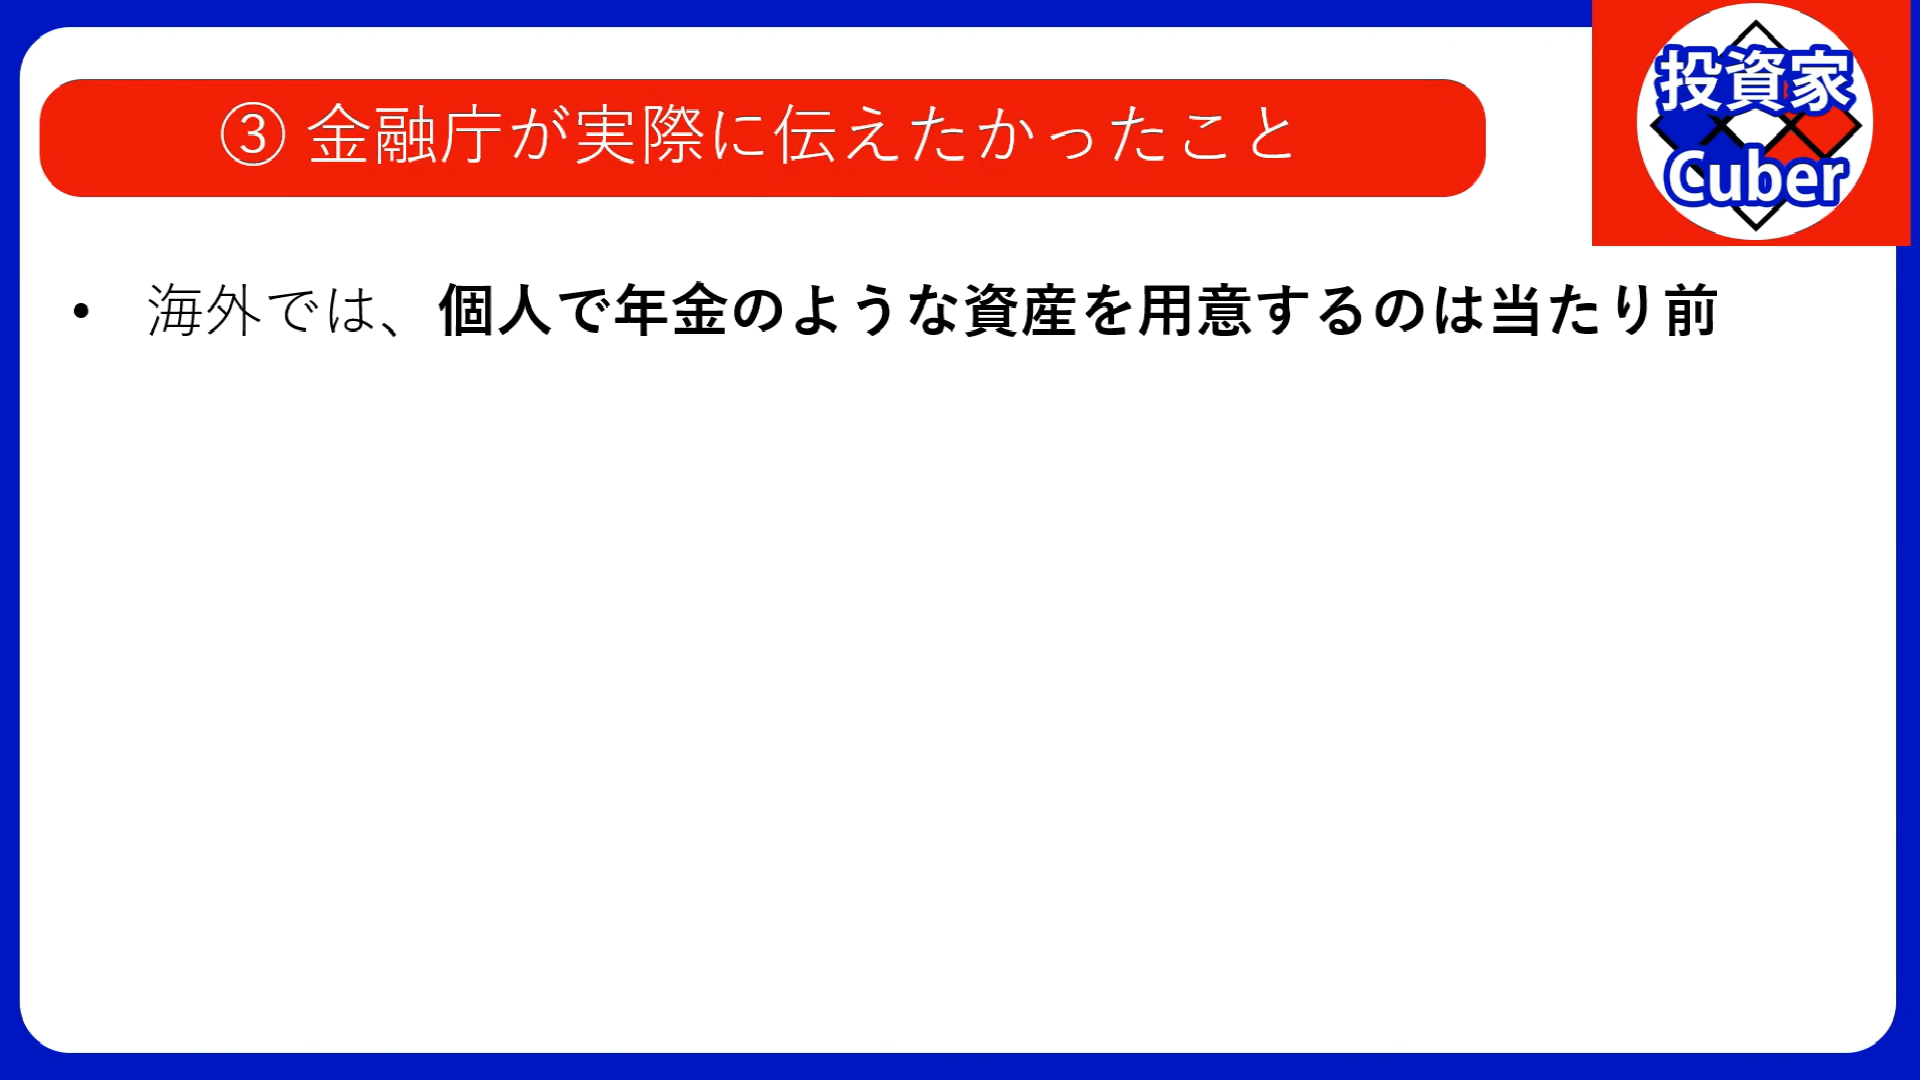 ③ 金融庁が実際に伝えたかったこと
投資家
Cuber
• 海外では、個人で年金のような資産を用意するのは当たり前